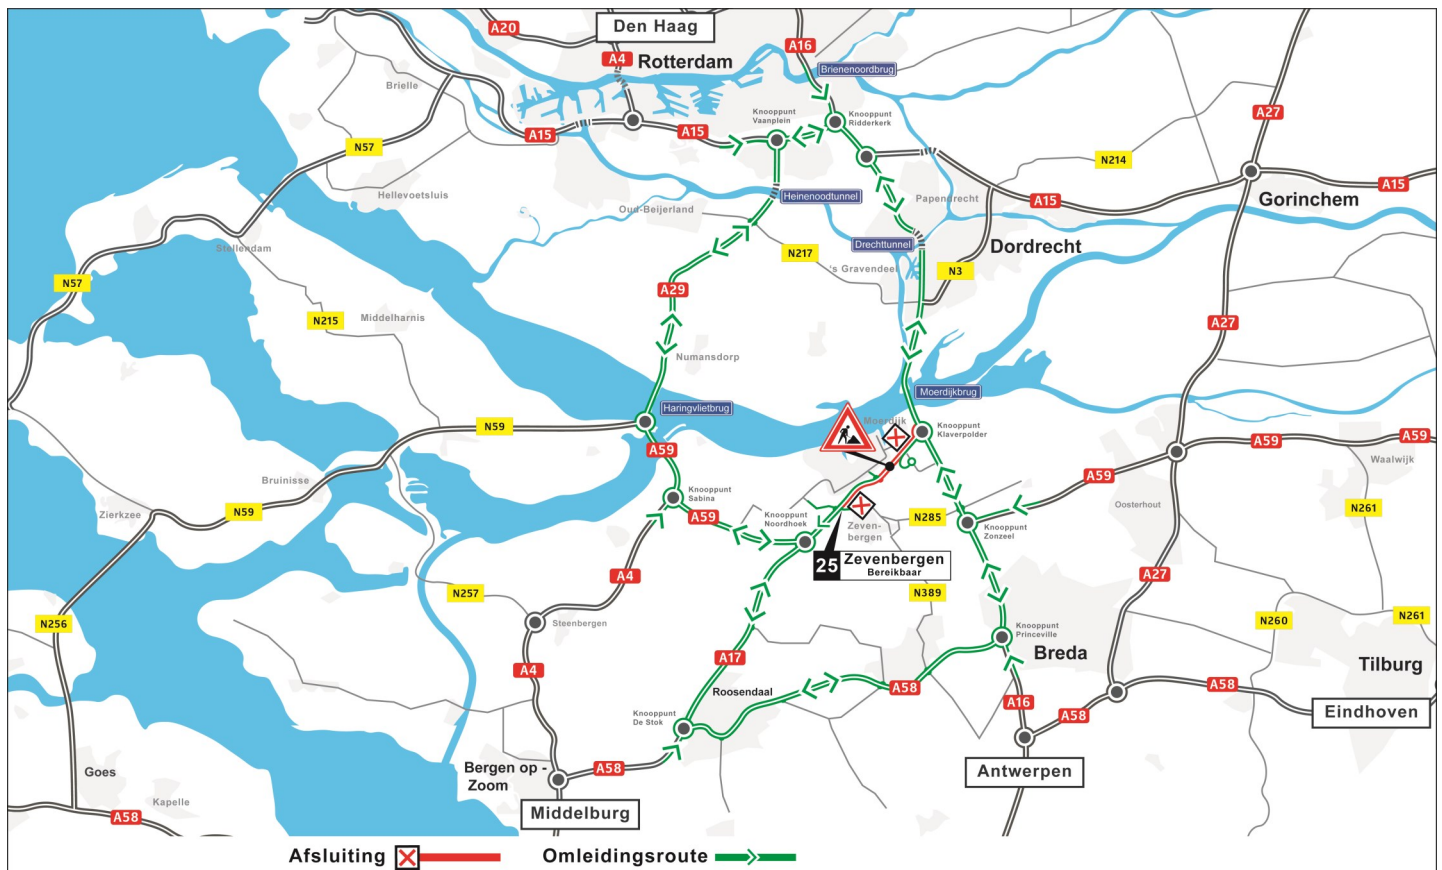 A20
Den Haag
A16
A4
Rotterdam
Brienenoordbrug
Brielle
Knooppunt
Vaanplein
Knooppunt
Ridderkerk
A27
A15
A15
N57
N214
A15
Hellevoetsluis
Heinenoodtunnel
Papendrecht
A15
Gorinchem
Oud-Beijerland
Stellendam
Drechttunnel
Dordrecht
N217
's Gravendeel
N3
N57
A29
N215
Middelharnis
A27
Numansdorp
Moerdijkbrug
Haringvlietbrug
Moerdijk
Knooppunt
Klaverpolder
N59
A59
A59
A59
Waalwijk
Bruinisse
A59
Knooppunt
Sabina
Oosterhout
Zierkzee
N59
A59
Knooppunt
Noordhoek
Zeven-
bergen
N285
Knooppunt
Zonzeel
N261
25 Zevenbergen
Bereikbaar
A4
A27
N257
N389
Steenbergen
N256
Knooppunt
Princeville
N260
N261
Breda
A4
A17
Tilburg
Roosendaal
A58
A58
A16
Knooppunt
De Stok
A58
Eindhoven
Bergen op -
Zoom
A58
Antwerpen
Goes
Kapelle
A58
Middelburg
Afsluiting
Omleidingsroute